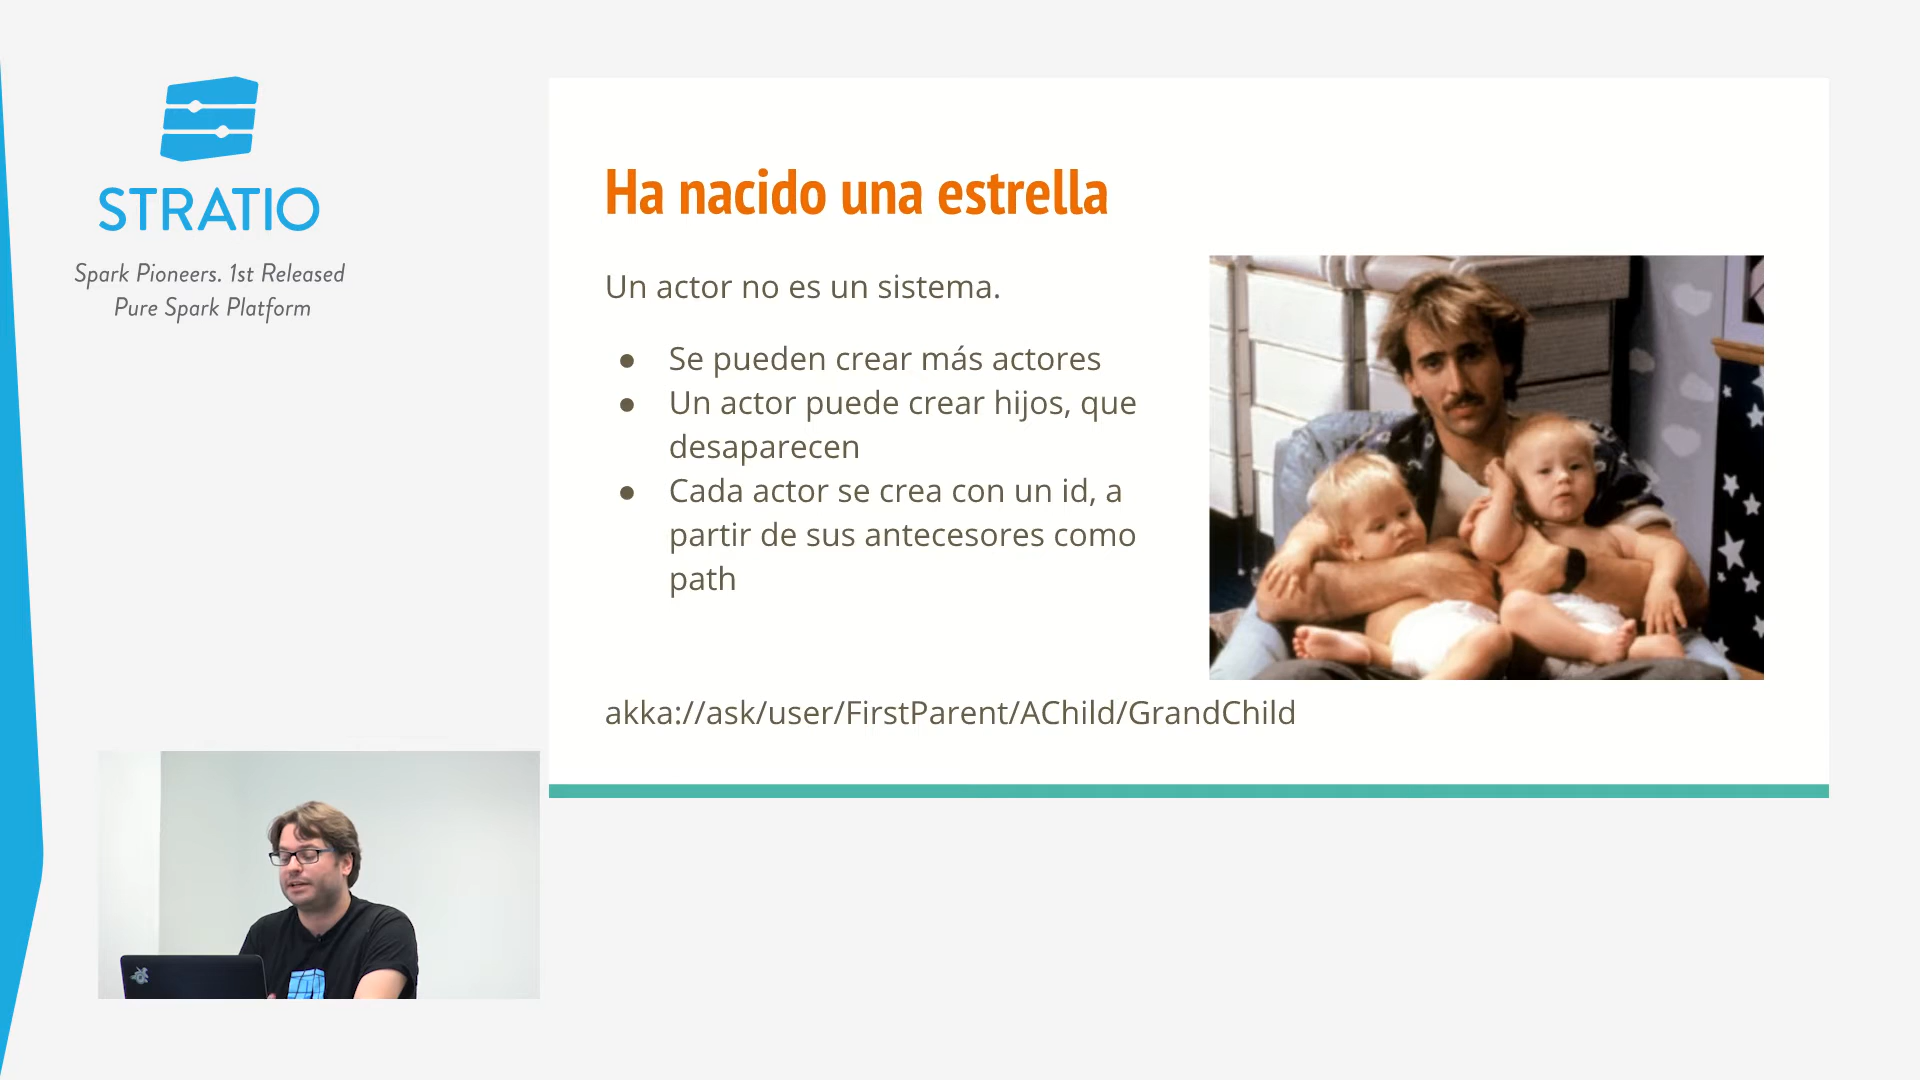 STRATIO
Spark Pioneers. 1st Released
Pure Spark Platform
Ha nacido una estrella
Un actor no es un sistema.
● Se pueden crear más actores
● Un actor puede crear hijos, que
desaparecen
● Cada actor se crea con un id, a
partir de sus antecesores como
path
akka://ask/user/FirstParent/AChild/GrandChild